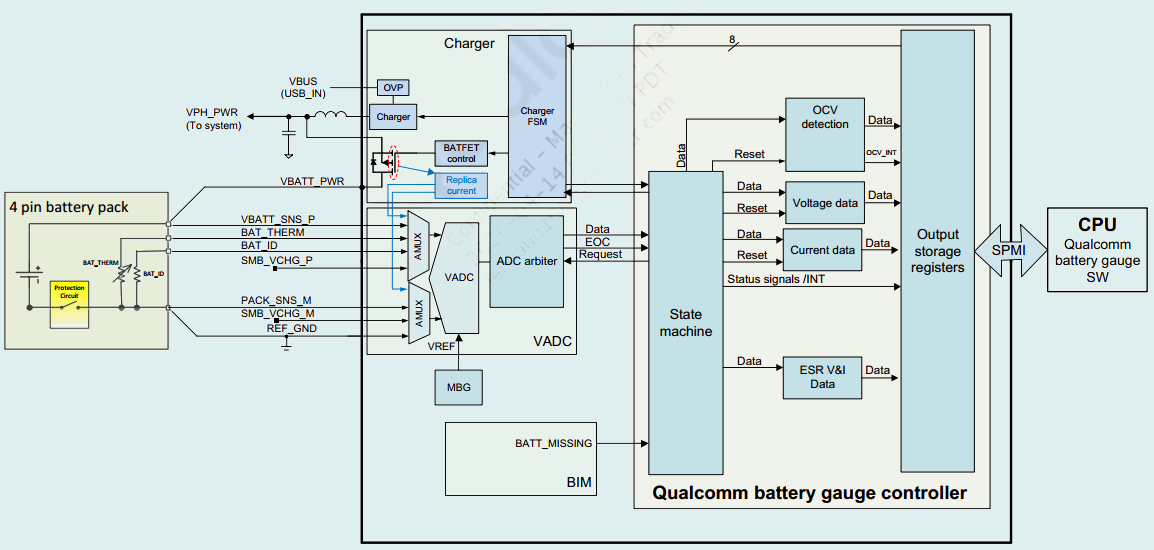 Charger
8
VBUS
(USB_IN)
OVP
VPH_PWR
(To system)
Charger
Charger
FSM
BATFET
control
Replica
current
VBATT_PWR
OCV
detection
Data
OCV_INT
Data
Reset
Data
Reset
Voltage data
Data
Data
Reset
Current data
Data
Status signals /INT
4 pin battery pack
VBATT_SNS_P
BAT_THERM
BAT_ID
SMB_VCHG_P
BAT_THERM
BAT_ID
Protection
Circuit
PACK_SNS_M
SMB_VCHG_M
REF_GND
AMUX
AMUX
VADC
ADC arbiter
Data
EOC
Request
VREF
VADC
MBG
State
machine
Output
storage
registers
SPMI
CPU
Qualcomm
battery gauge
SW
Data
ESR V&I
Data
Data
BATT_MISSING
BIM
Qualcomm battery gauge controller